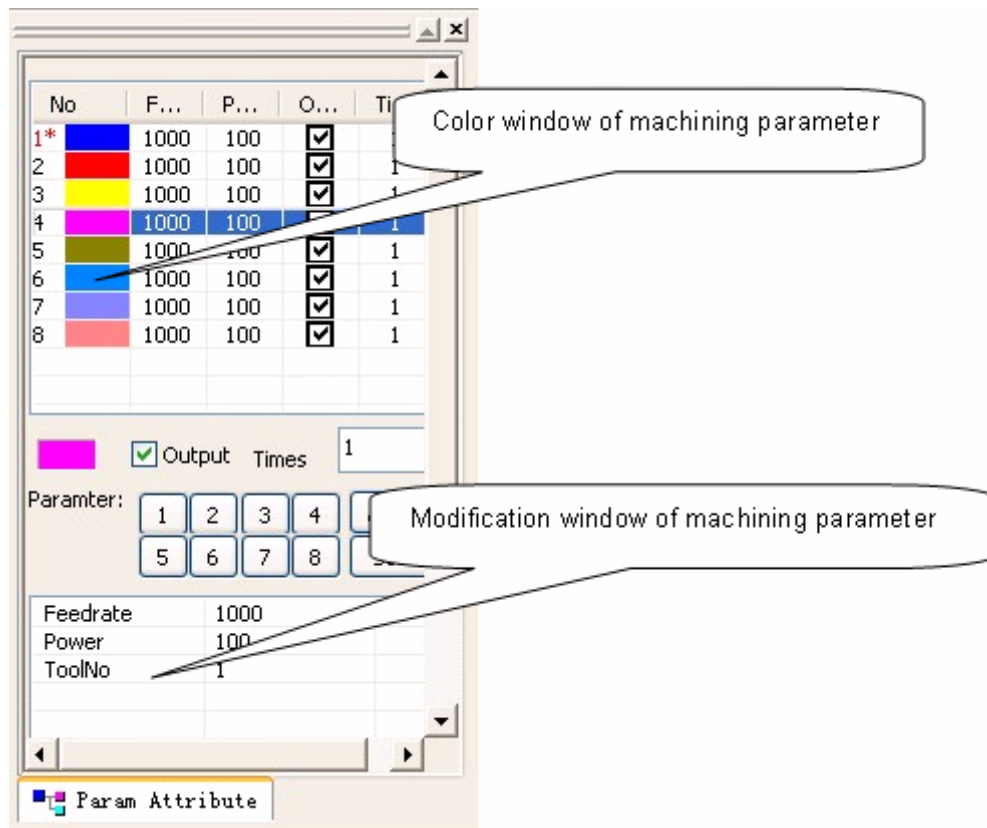 No F... P... O... Ti
Color window of machining parameter
1* 1000 100
2 1000 100 1
3 1000 100 1
4 1000 100 1
5 1000 100 1
6 1000 100 1
7 1000 100 1
8 1000 100 1
Output Times 1
Paramter:
1 2 3 4
Modification window of machining parameter
5 6 7 8
Feedrate 1000
Power 100
ToolNo 1
Param Attribute